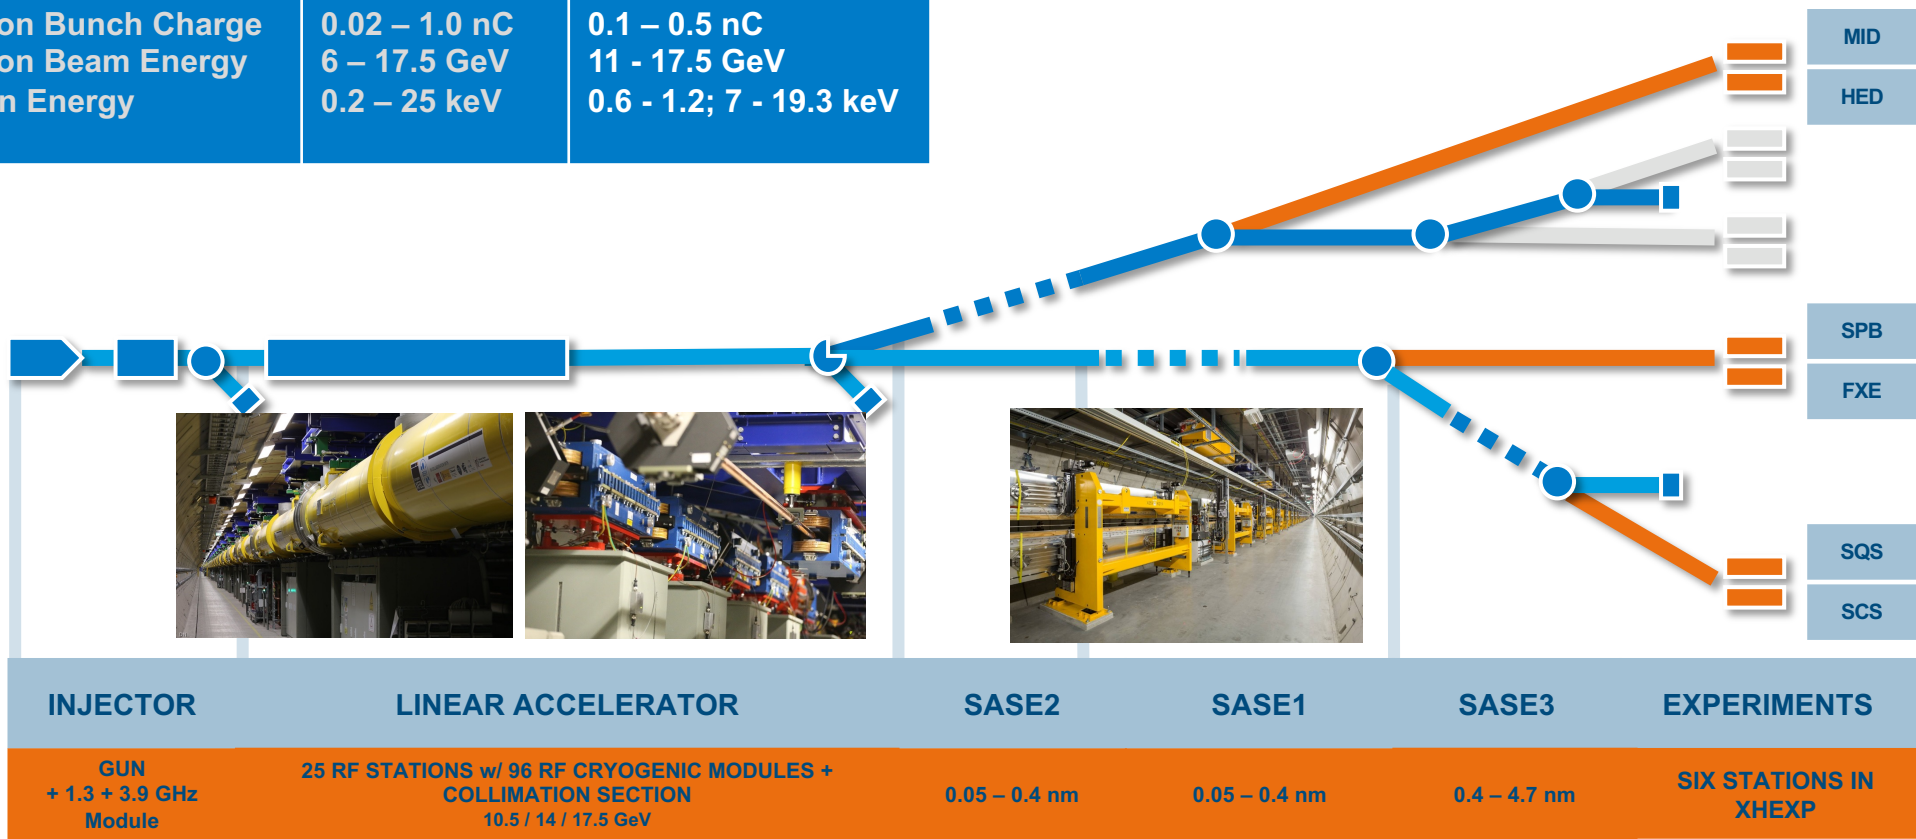 on Bunch Charge 0.02 – 1.0 nC 0.1 – 0.5 nC
on Beam Energy 6 – 17.5 GeV 11 - 17.5 GeV
n Energy 0.2 – 25 keV 0.6 - 1.2; 7 - 19.3 keV
MID
HED
SPB
FXE
SQS
SCS
INJECTOR LINEAR ACCELERATOR SASE2 SASE1 SASE3 EXPERIMENTS
GUN
+ 1.3 + 3.9 GHz
Module
25 RF STATIONS w/ 96 RF CRYOGENIC MODULES +
COLLIMATION SECTION
10.5 / 14 / 17.5 GeV
0.05 – 0.4 nm
0.05 – 0.4 nm
0.4 – 4.7 nm
SIX STATIONS IN
XHEXP